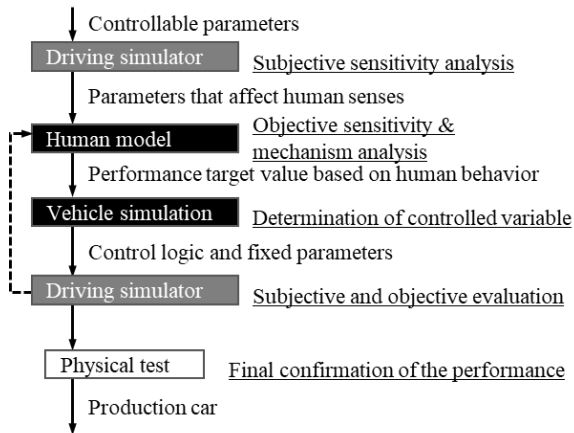 Controllable parameters
Driving simulator
Subjective sensitivity analysis
Parameters that affect human senses
Human model
Objective sensitivity &
mechanism analysis
Performance target value based on human behavior
Vehicle simulation
Determination of controlled variable
Control logic and fixed parameters
Driving simulator
Subjective and objective evaluation
Physical test
Final confirmation of the performance
Production car